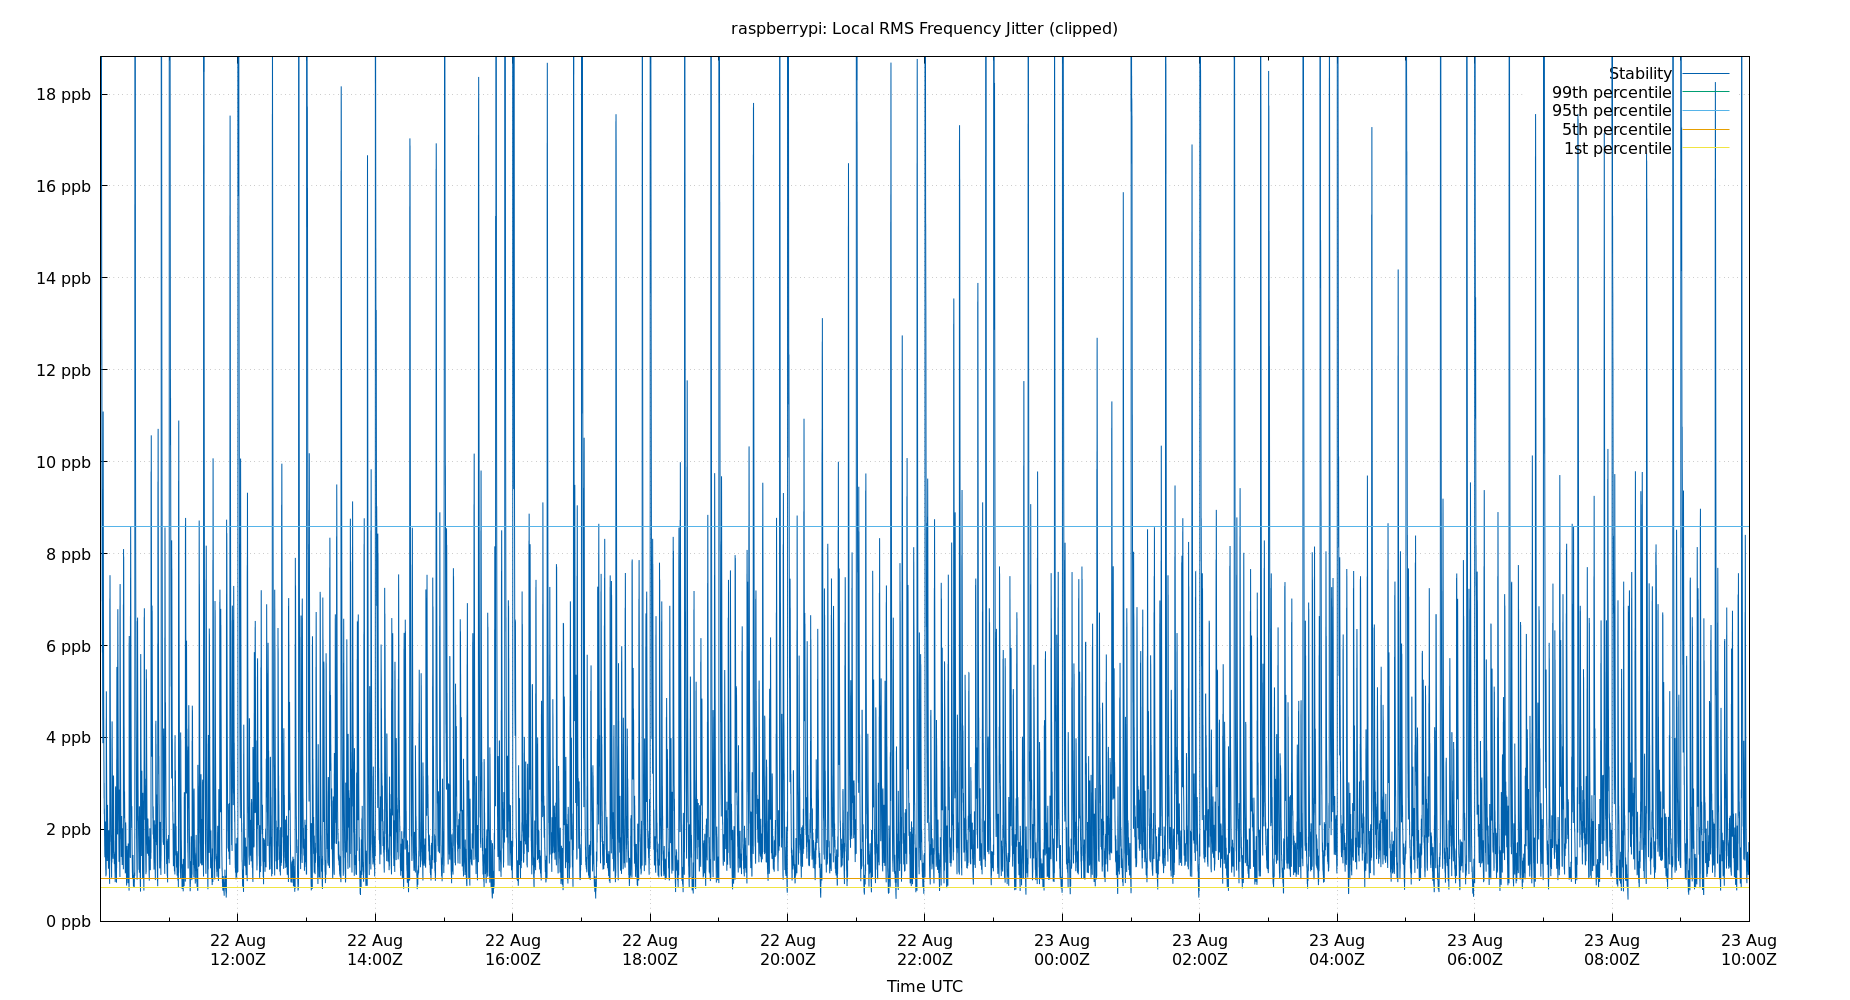 raspberrypi: Local RMS Frequency Jitter (clipped)
Stability
99th percentile
95th percentile
5th percentile
1st percentile
18 ppb
16 ppb
14 ppb
12 ppb
10 ppb
8 ppb
6 ppb
4 ppb
2 ppb
0 ppb
22 Aug 22 Aug 22 Aug 22 Aug 22 Aug 22 Aug 23 Aug 23 Aug 23 Aug 23 Aug 23 Aug 23 Aug
12:00Z 14:00Z 16:00Z 18:00Z 20:00Z 22:00Z 00:00Z 02:00Z 04:00Z 06:00Z 08:00Z 10:00Z
Time UTC